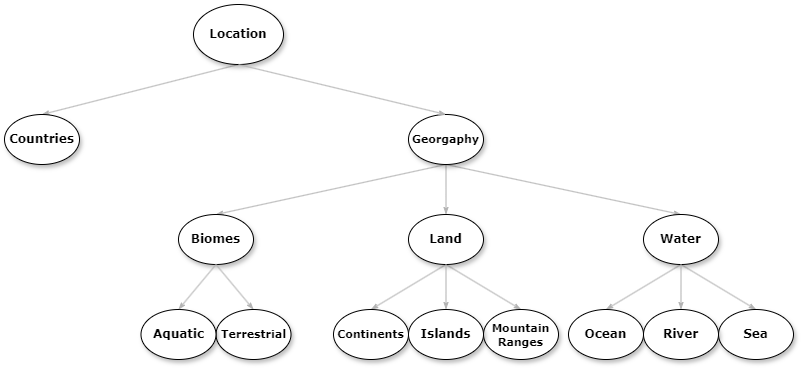 Location
Countries
Georgaphy
Biomes
Land
Water
Aquatic
Terrestrial
Continents
Islands
Mountain
Ranges
Ocean
River
Sea